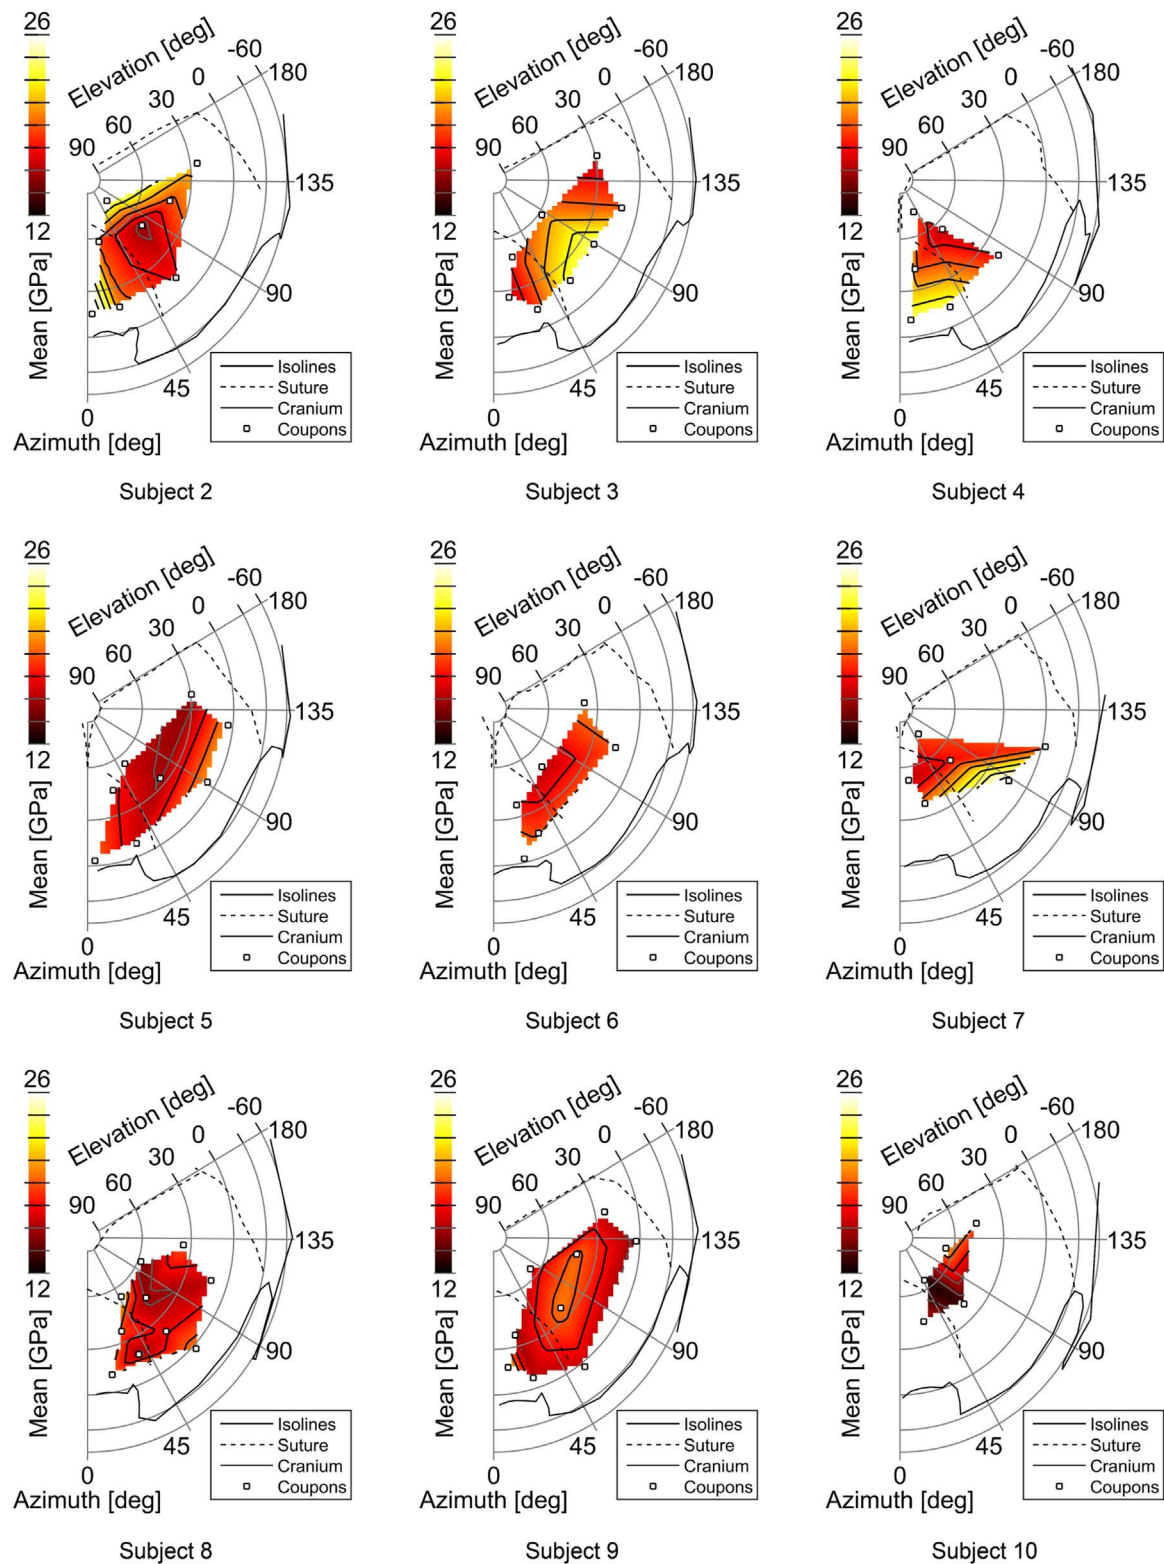 26
12
Mean [GPa]
Elevation [deg]
90
60
30
0
-60
180
135
90
45
0
Azimuth [deg]
Isolines
Suture
Cranium
Coupons
Subject 2
26
12
Mean [GPa]
Elevation [deg]
90
60
30
0
-60
180
135
90
45
0
Azimuth [deg]
Isolines
Suture
Cranium
Coupons
Subject 3
26
12
Mean [GPa]
Elevation [deg]
90
60
30
0
-60
180
135
90
45
0
Azimuth [deg]
Isolines
Suture
Cranium
Coupons
Subject 4
26
12
Mean [GPa]
Elevation [deg]
90
60
30
0
-60
180
135
90
45
0
Azimuth [deg]
Isolines
Suture
Cranium
Coupons
Subject 5
26
12
Mean [GPa]
Elevation [deg]
90
60
30
0
-60
180
135
90
45
0
Azimuth [deg]
Isolines
Suture
Cranium
Coupons
Subject 6
26
12
Mean [GPa]
Elevation [deg]
90
60
30
0
-60
180
135
90
45
0
Azimuth [deg]
Isolines
Suture
Cranium
Coupons
Subject 7
26
12
Mean [GPa]
Elevation [deg]
90
60
30
0
-60
180
135
90
45
0
Azimuth [deg]
Isolines
Suture
Cranium
Coupons
Subject 8
26
12
Mean [GPa]
Elevation [deg]
90
60
30
0
-60
180
135
90
45
0
Azimuth [deg]
Isolines
Suture
Cranium
Coupons
Subject 9
26
12
Mean [GPa]
Elevation [deg]
90
60
30
0
-60
180
135
90
45
0
Azimuth [deg]
Isolines
Suture
Cranium
Coupons
Subject 10